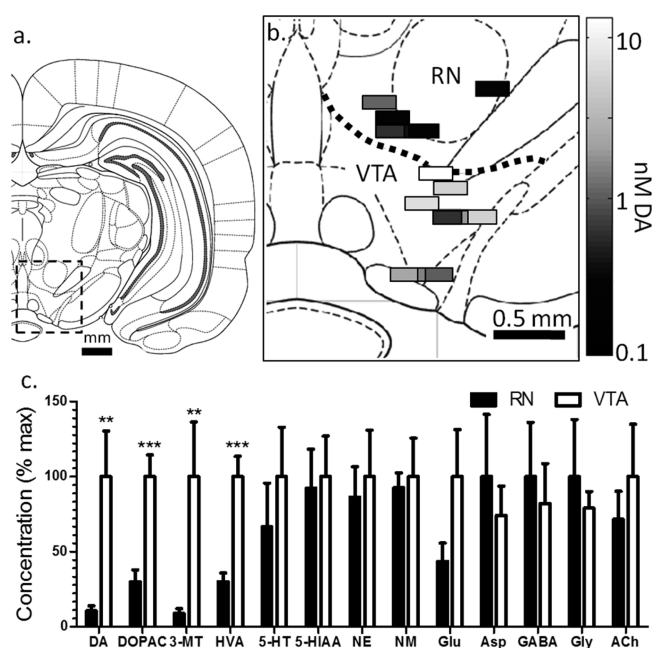 a.
mm
b.
RN
VTA
0.5 mm
10
1
0.1
nM DA
c.
RN
VTA
Concentration (% max)
150
100
50
0
** *** ** ***
DA DOPAC 3-MT HVA 5-HT 5-HIAA NE NM Glu Asp GABA Gly ACh